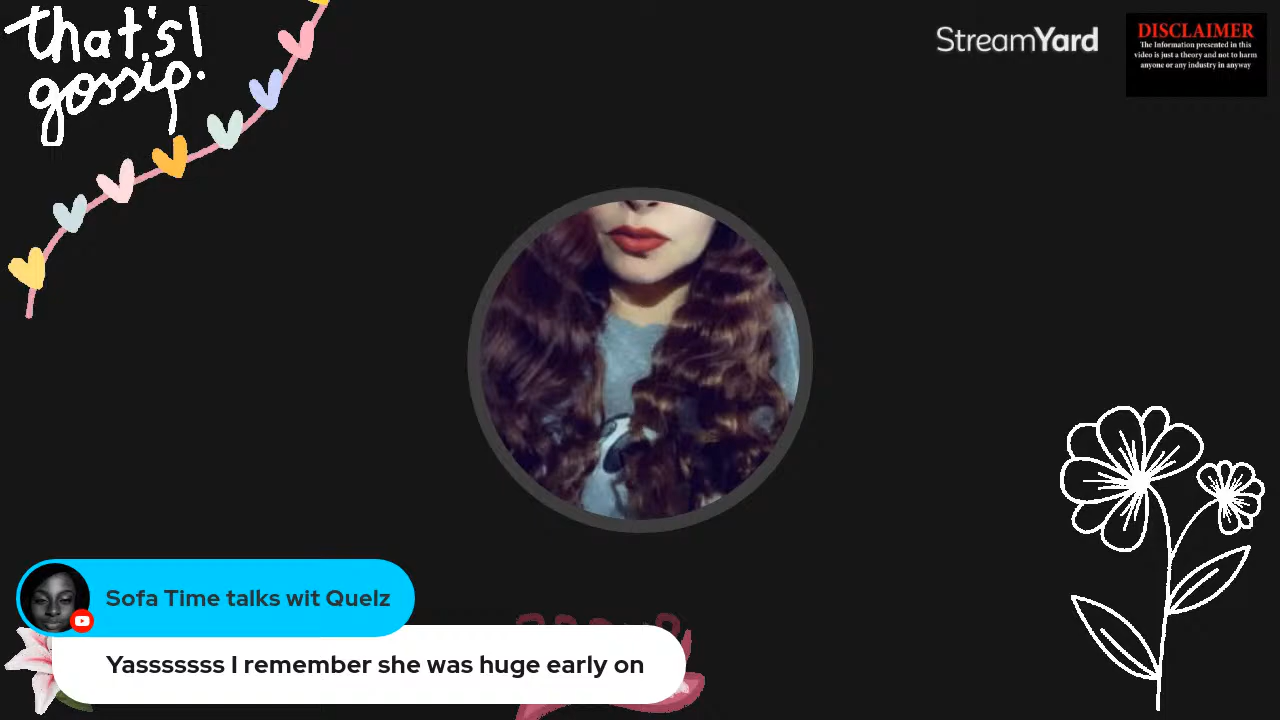 that's
gossip.
StreamYard
DISCLAIMER
The Information presented in this
video is just a theory and not to harm
anyone or any industry in anyway
Sofa Time talks wit Quelz
Yasssssss I remember she was huge early on